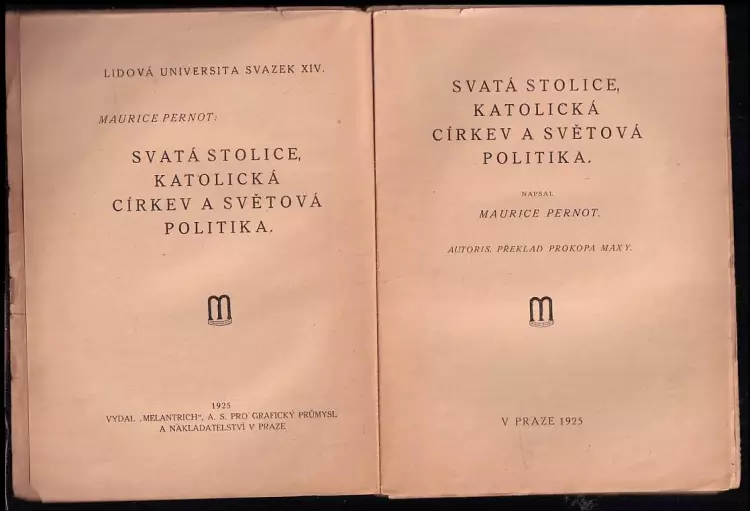 LIDOVÁ UNIVERSITA SVAZEK XIV.
MAURICE PERNOT:
SVATÁ STOLICE,
KATOLICKÁ
CÍRKEV A SVĚTOVÁ
POLITIKA.
M
1925
VYDAL „MELANTRICH“, A. S. PRO GRAFICKÝ PRŮMYSL
A NAKLADATELSTVÍ V PRAZE
SVATÁ STOLICE,
KATOLICKÁ
CÍRKEV A SVĚTOVÁ
POLITIKA.
NAPSAL
MAURICE PERNOT.
AUTORIS. PŘEKLAD PROKOPA MAXY.
M
V PRAZE 1925